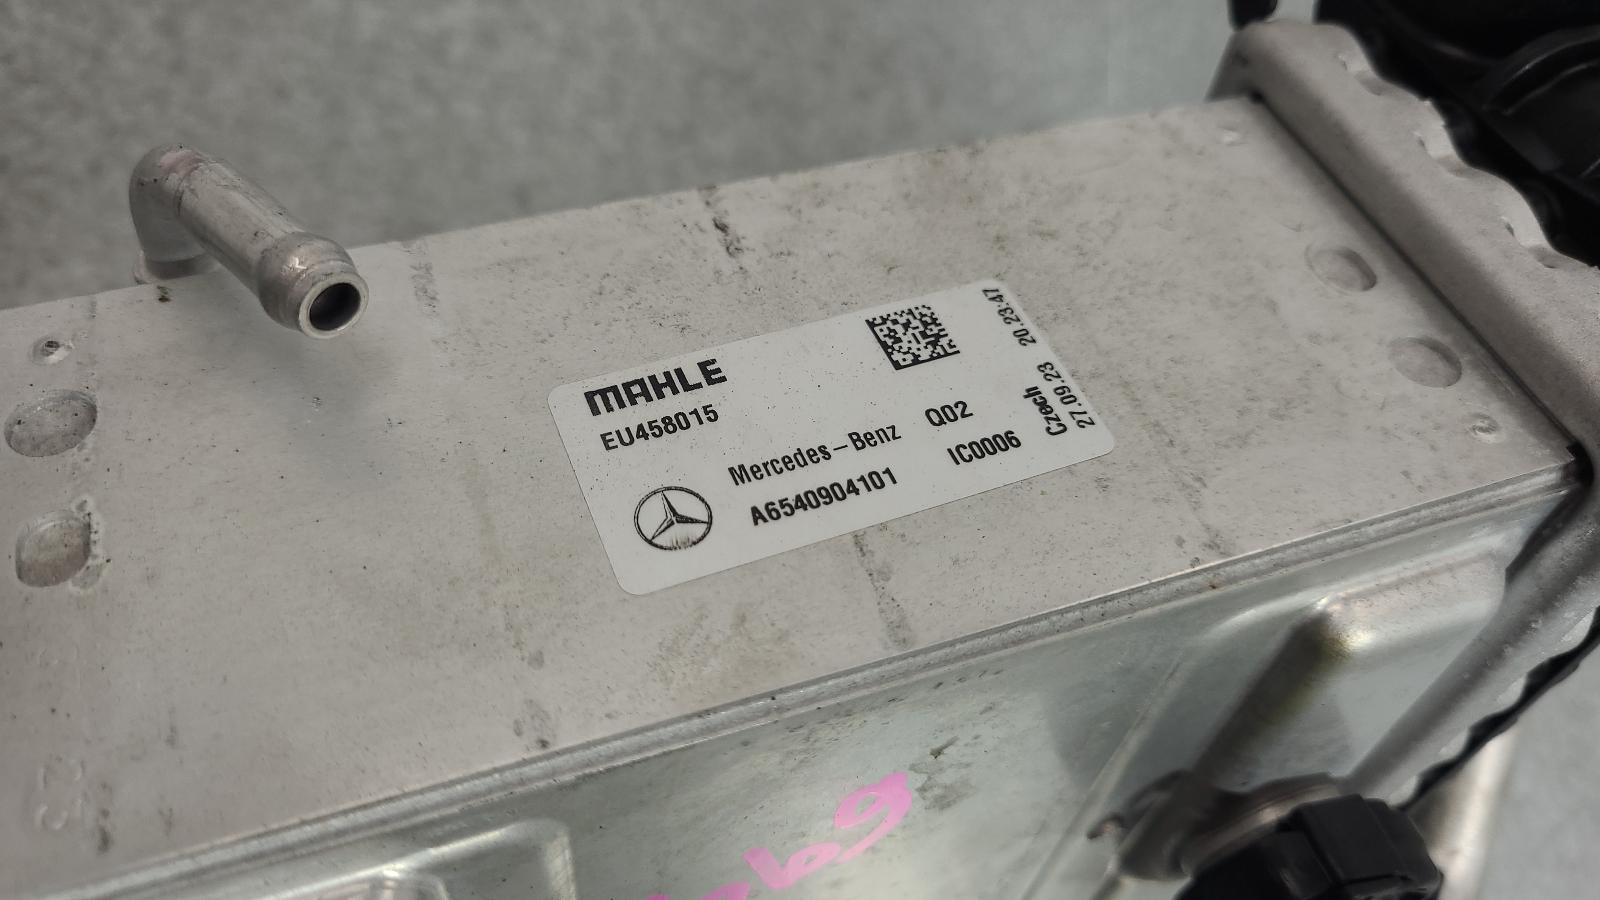 MAHLE
EU458015
Mercedes-Benz Q02
A6540904101 IC0006
Czech
27.09.23 20.23:47